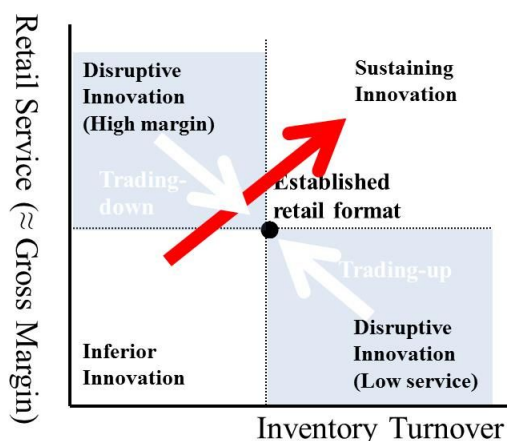 Retail Service (≈ Gross Margin)
Disruptive
Innovation
(High margin)
Sustaining
Innovation
Trading-
down
Established
retail format
Trading-up
Inferior
Innovation
Disruptive
Innovation
(Low service)
Inventory Turnover